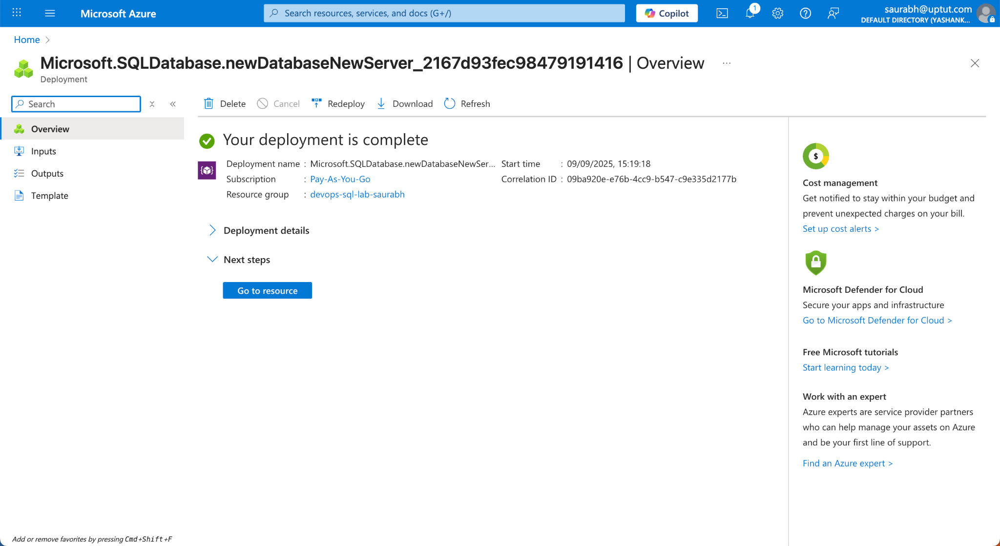 Microsoft Azure
Search resources, services, and docs (G+/)
Copilot
1
saurabh@uptut.com
DEFAULT DIRECTORY (YASHANK...
Home
Microsoft.SQLDatabase.newDatabaseNewServer_2167d93fec98479191416 | Overview ...
Deployment
Search
Overview
Inputs
Outputs
Template
Delete Cancel Redeploy Download Refresh
Your deployment is complete
Deployment name : Microsoft.SQLDatabase.newDatabaseNewSer...
Subscription : Pay-As-You-Go
Resource group : devops-sql-lab-saurabh
Start time : 09/09/2025, 15:19:18
Correlation ID : 09ba920e-e76b-4cc9-b547-c9e335d2177b
Deployment details
Next steps
Go to resource
$
Cost management
Get notified to stay within your budget and
prevent unexpected charges on your bill.
Set up cost alerts >
Microsoft Defender for Cloud
Secure your apps and infrastructure
Go to Microsoft Defender for Cloud >
Free Microsoft tutorials
Start learning today >
Work with an expert
Azure experts are service provider partners
who can help manage your assets on Azure
and be your first line of support.
Find an Azure expert >
Add or remove favorites by pressing Cmd+Shift+F